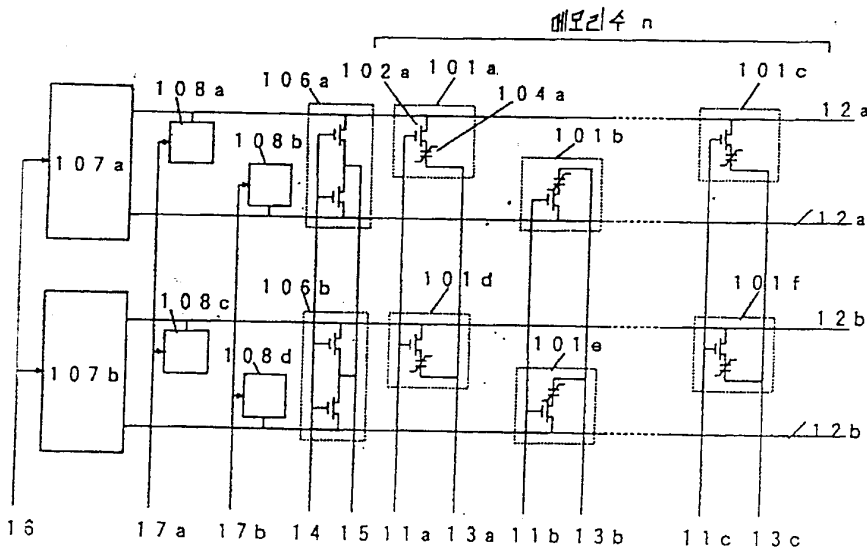 메모리수 n
106a 102a 101a 101c
108a 104a 12a
108b 101b
107a
/12a
106b 101d 101f
108c 12b
108d 101e
107b
/12b
16 17a 17b 14 15 11a 13a 11b 13b 11c 13c